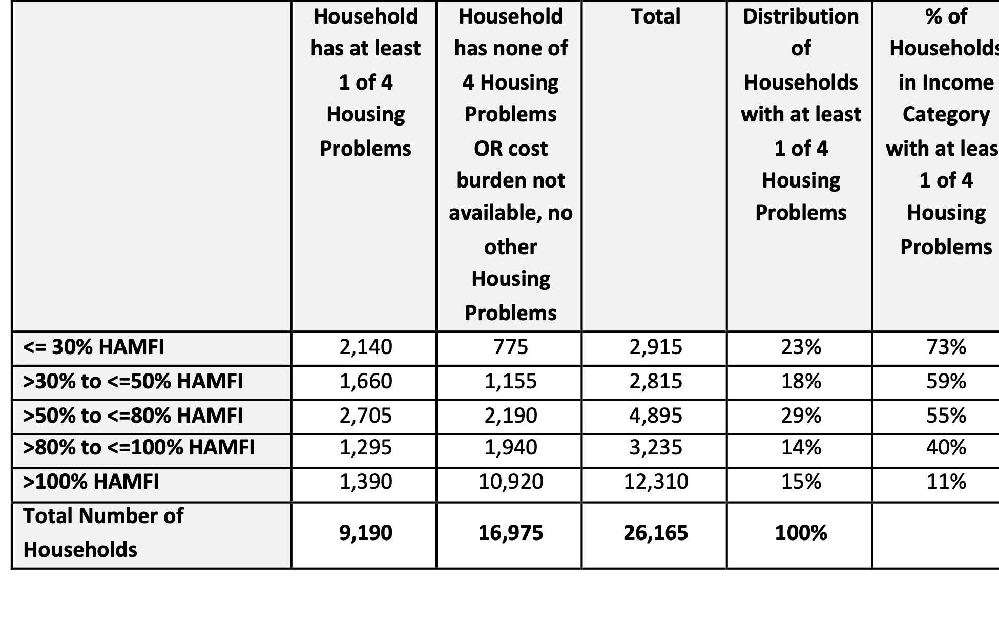 Household
has at least
1 of 4
Housing
Problems
Household
has none of
4 Housing
Problems
OR cost
burden not
available, no
other
Housing
Problems
Total
Distribution
of
Households
with at least
1 of 4
Housing
Problems
% of
Households
in Income
Category
with at leas
1 of 4
Housing
Problems
<= 30% HAMFI 2,140 775 2,915 23% 73%
>30% to <=50% HAMFI 1,660 1,155 2,815 18% 59%
>50% to <=80% HAMFI 2,705 2,190 4,895 29% 55%
>80% to <=100% HAMFI 1,295 1,940 3,235 14% 40%
>100% HAMFI 1,390 10,920 12,310 15% 11%
Total Number of
Households
9,190 16,975 26,165 100%